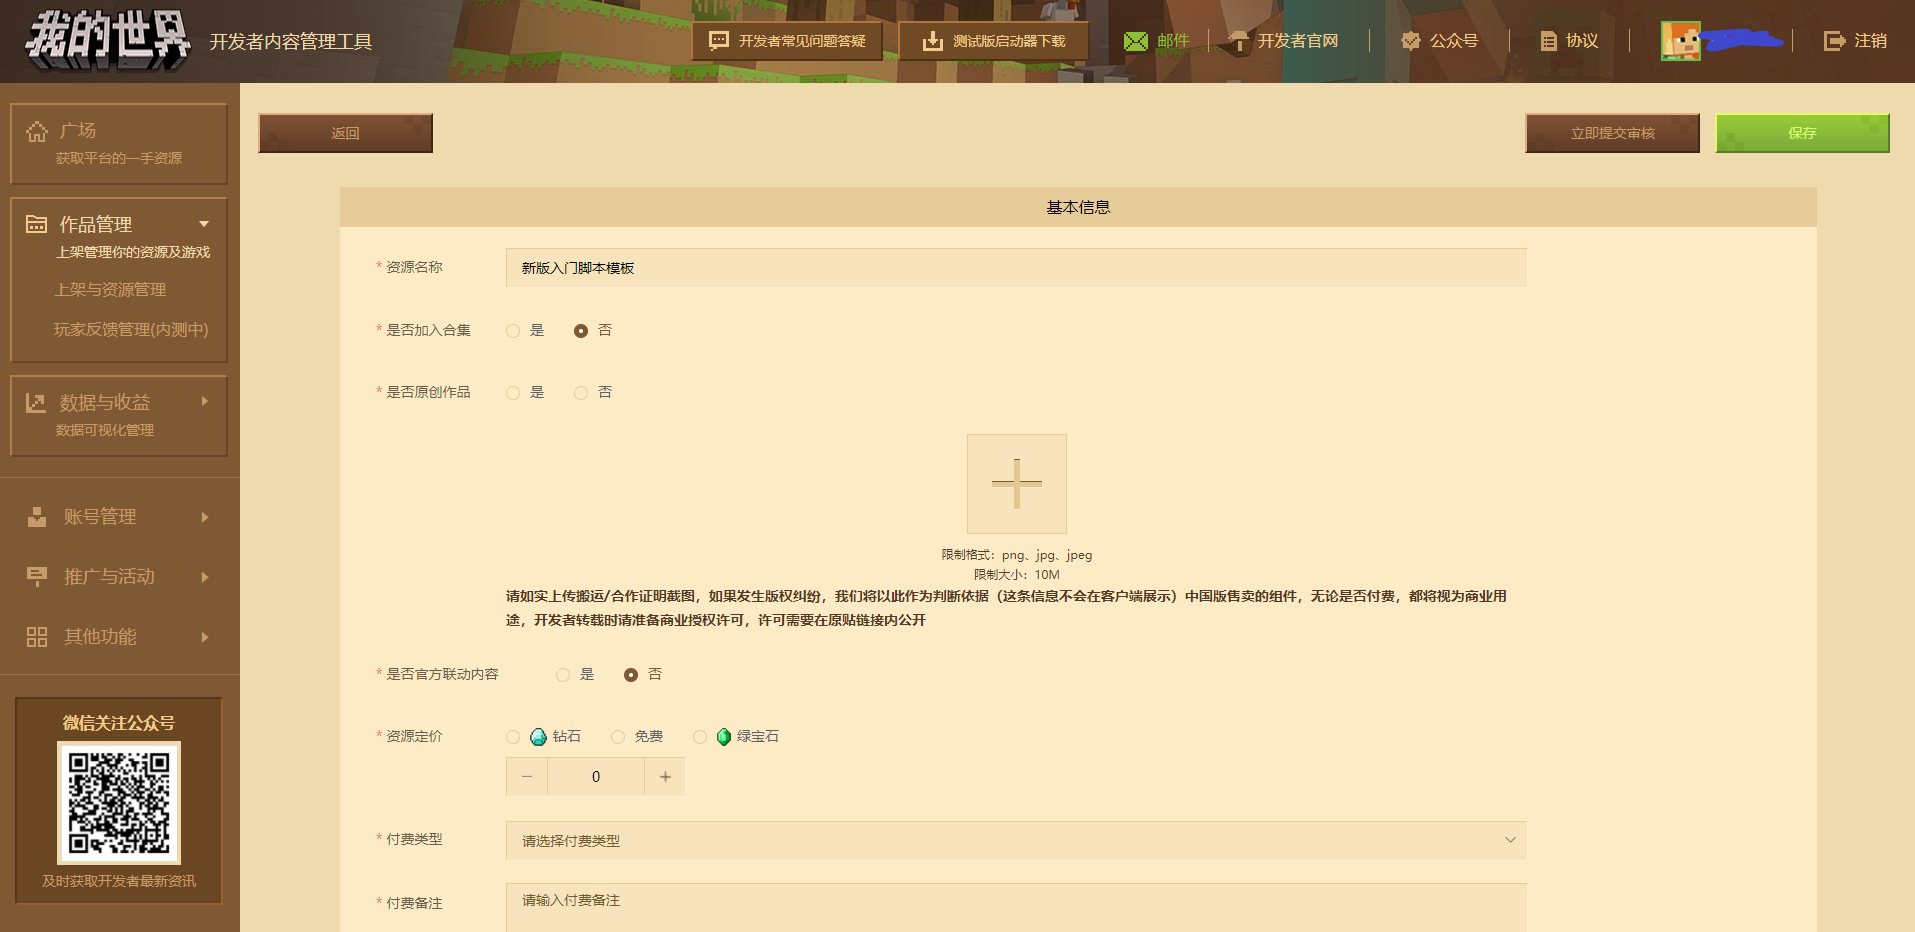 我的世界 开发者内容管理工具 开发者常见问题答疑 测试版启动器下载 邮件 开发者官网 公众号 协议 注销
广场
获取平台的一手资源
作品管理
上架管理你的资源及游戏
上架与资源管理
玩家反馈管理(内测中)
数据与收益
数据可视化管理
账号管理
推广与活动
其他功能
微信关注公众号
及时获取开发者最新资讯
返回 立即提交审核 保存
基本信息
* 资源名称 新版入门脚本模板
* 是否加入合集 是 否
* 是否原创作品 是 否
限制格式：png、jpg、jpeg
限制大小：10M
请如实上传搬运/合作证明截图，如果发生版权纠纷，我们将以此作为判断依据（这条信息不会在客户端展示）中国版售卖的组件，无论是否付费，都将视为商业用
途，开发者转载时请准备商业授权许可，许可需要在原贴链接内公开
* 是否官方联动内容 是 否
* 资源定价 钻石 免费 绿宝石
− 0 +
* 付费类型 请选择付费类型
* 付费备注 请输入付费备注